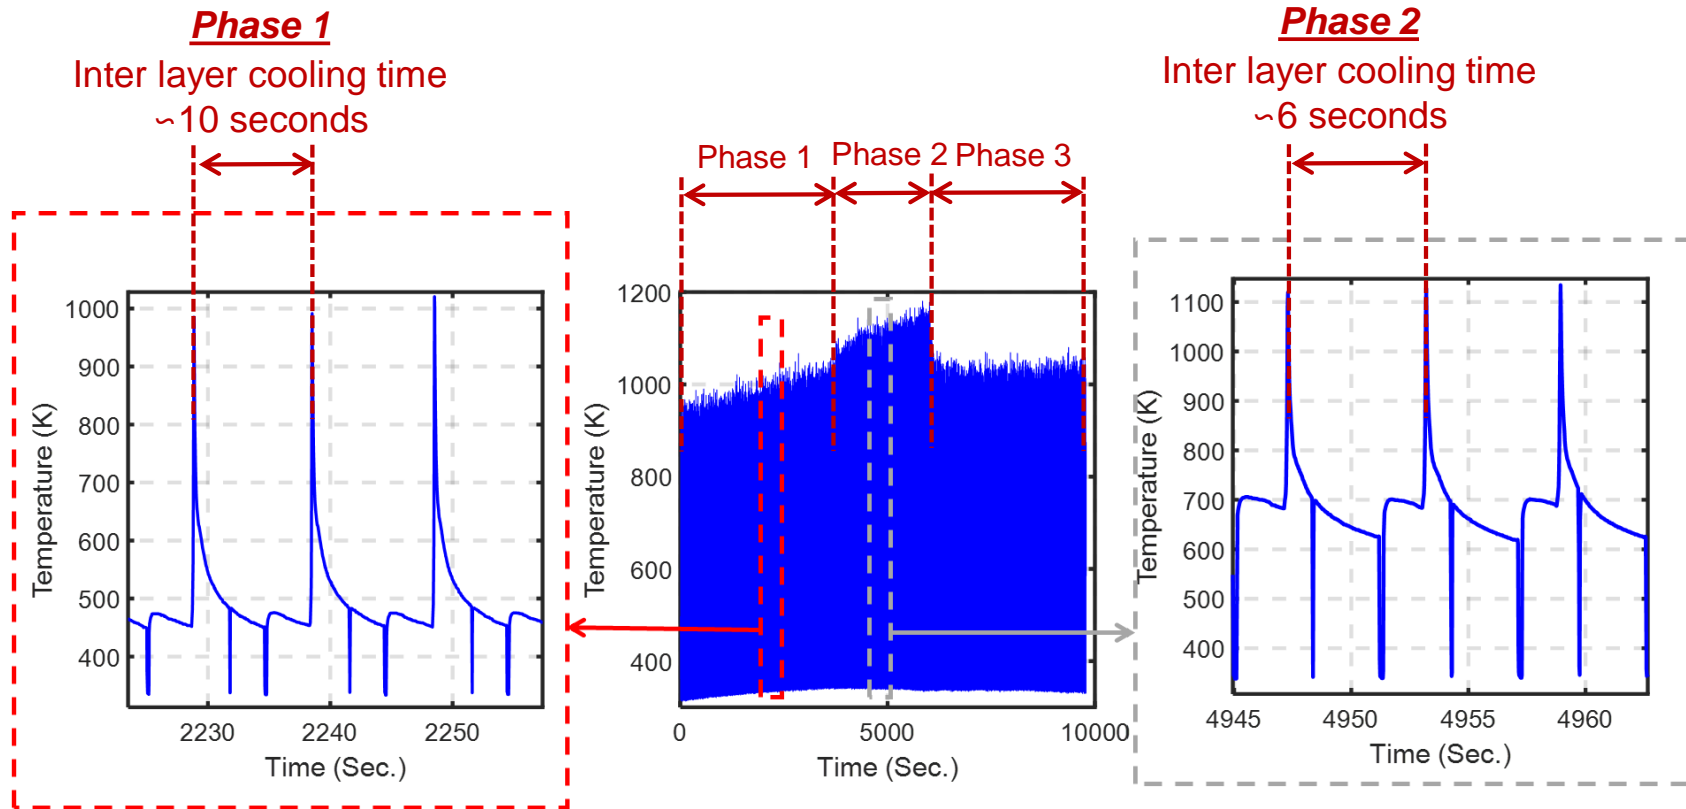 Phase 1
Inter layer cooling time
~10 seconds
Phase 2
Inter layer cooling time
~6 seconds
Phase 1
Phase 2
Phase 3
1000
900
800
700
600
500
400
Temperature (K)
2230
2240
2250
Time (Sec.)
1200
1000
800
600
400
Temperature (K)
0
5000
10000
Time (Sec.)
1100
1000
900
800
700
600
500
400
Temperature (K)
4945
4950
4955
4960
Time (Sec.)